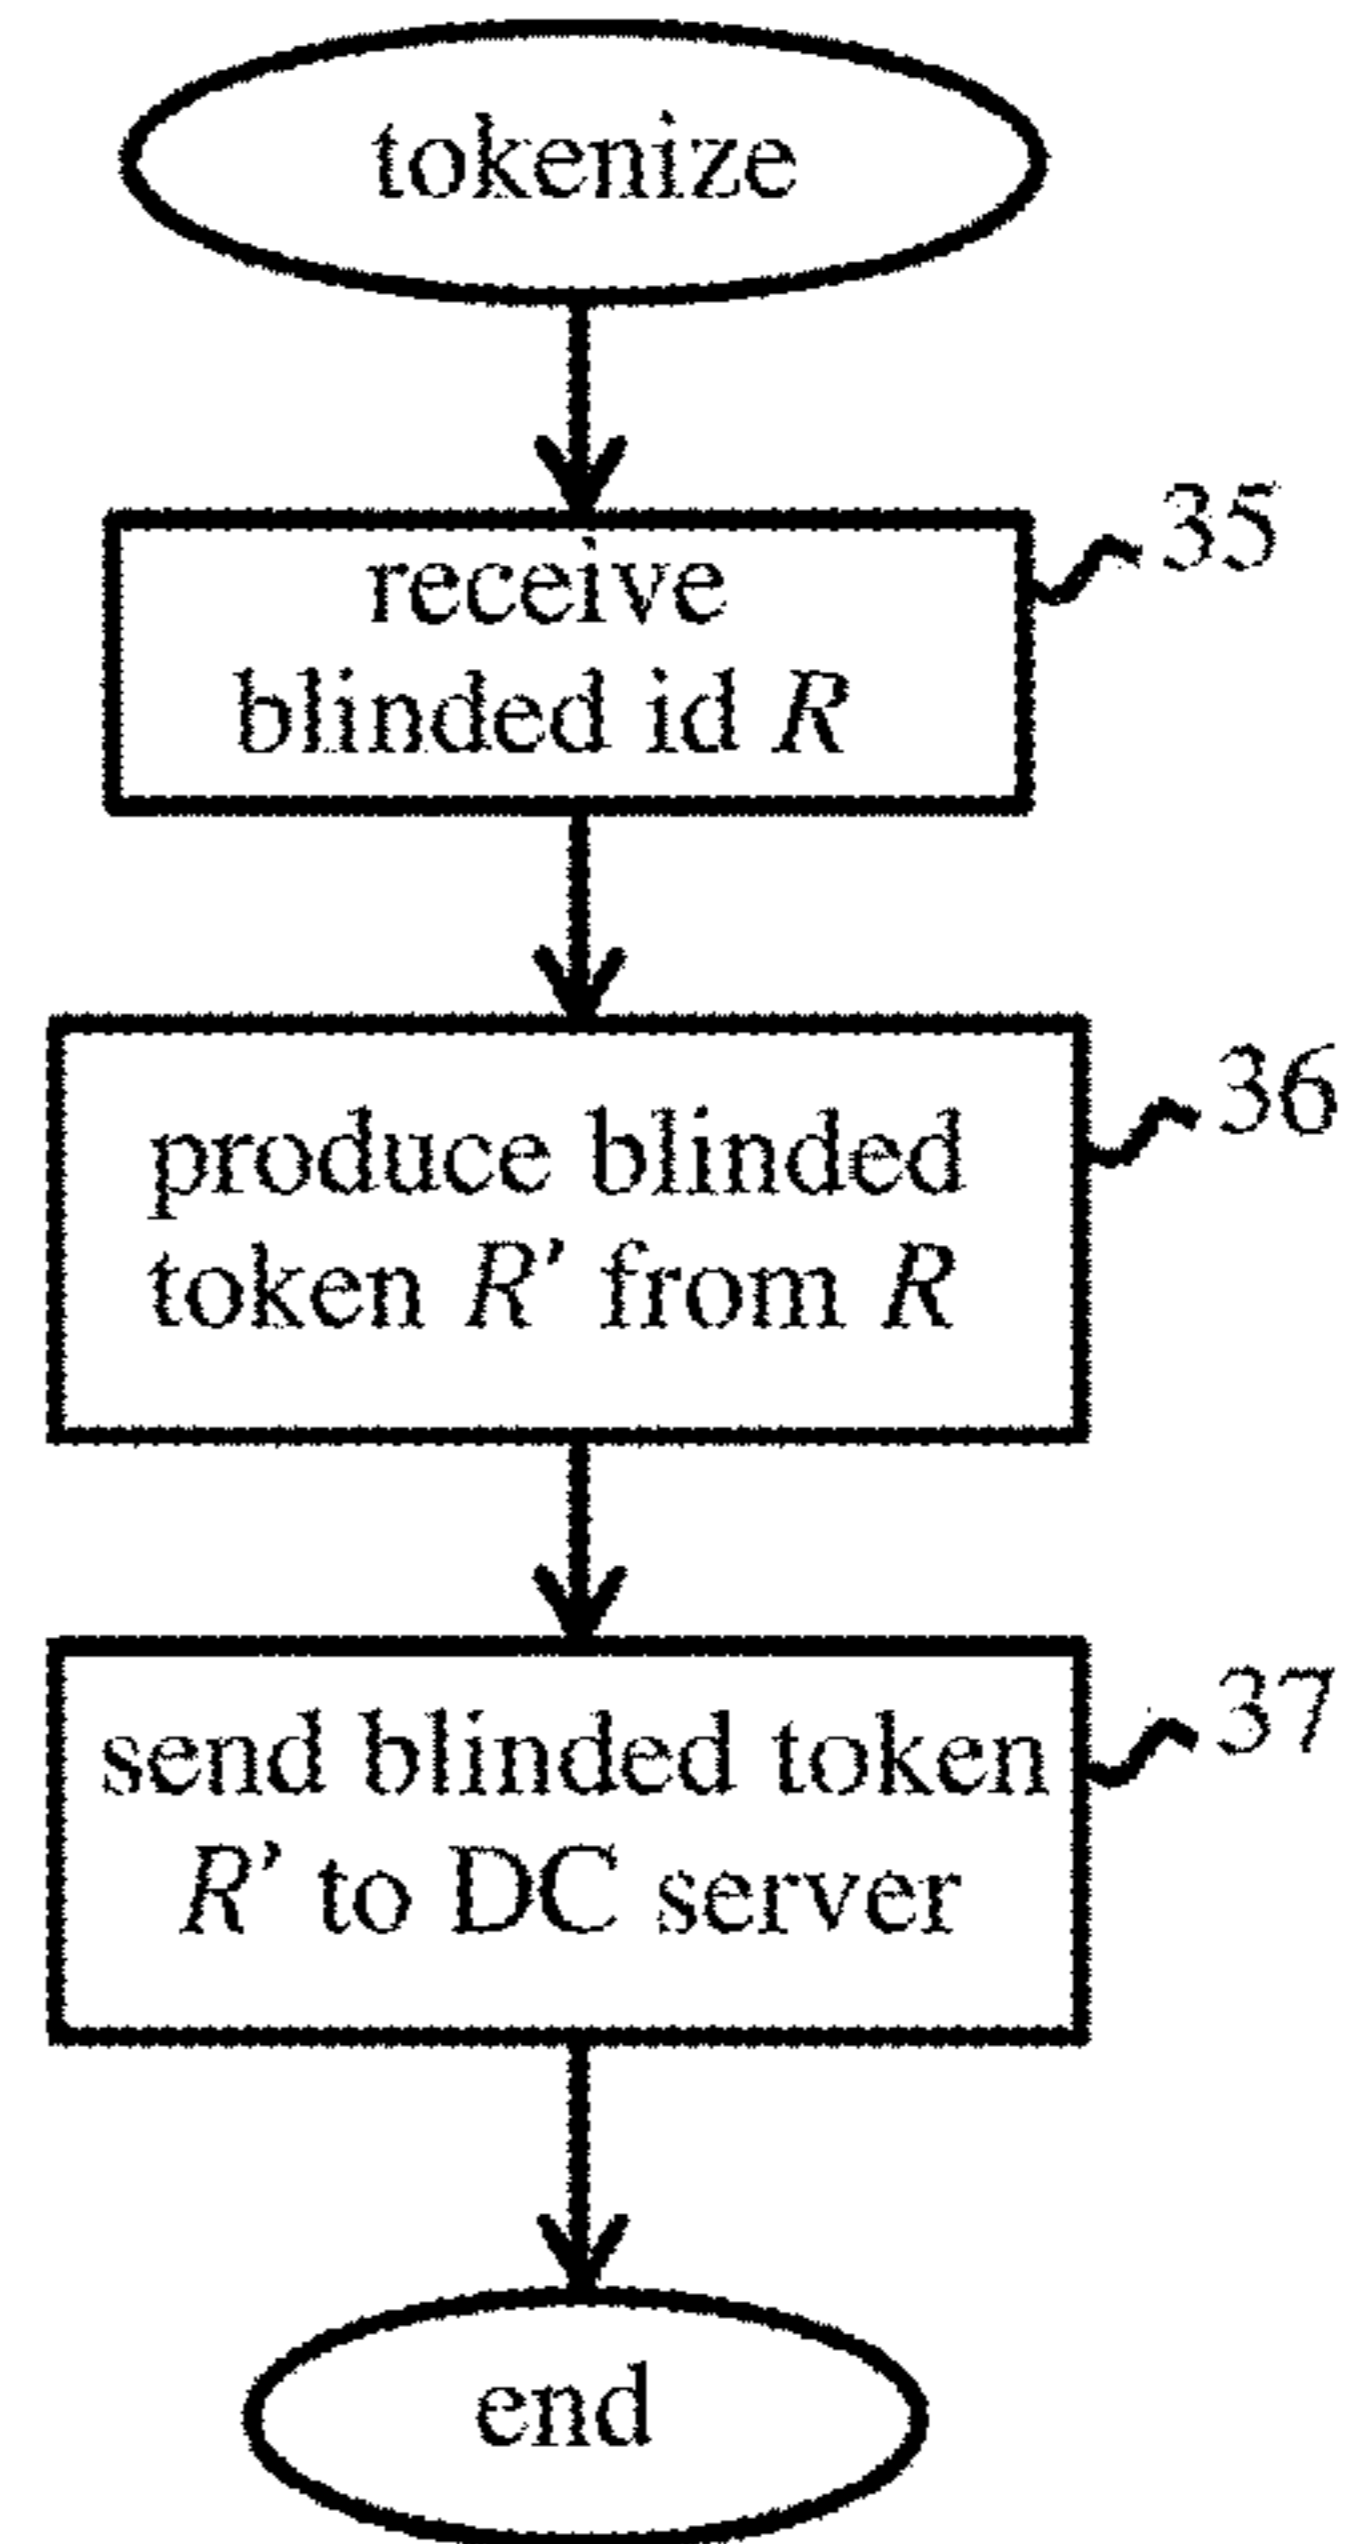 tokenize
receive
blinded id R
35
produce blinded
token R’ from R
36
send blinded token
R’ to DC server
37
end